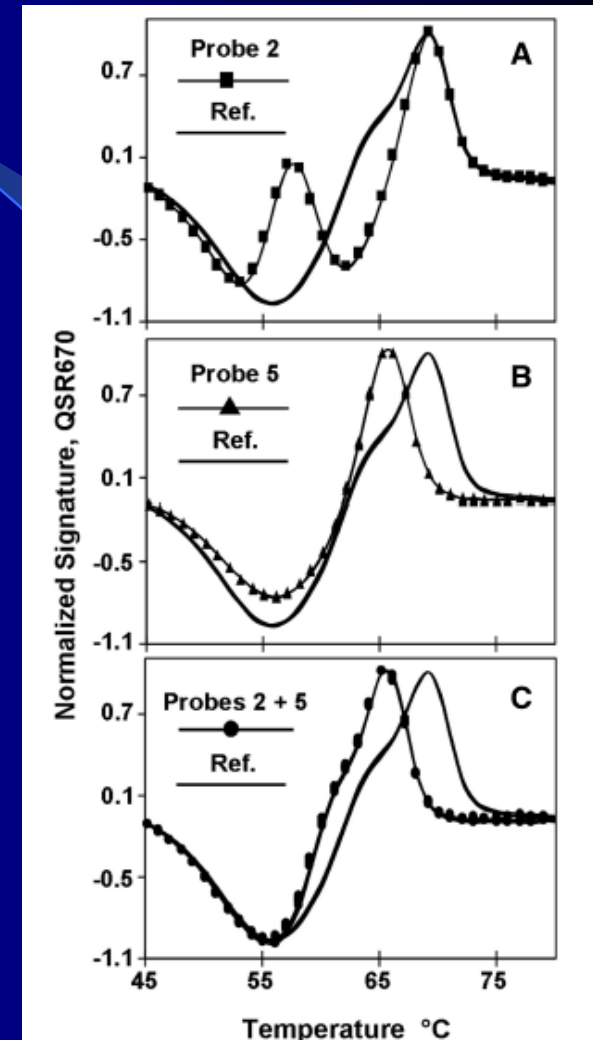 Normalized Signature, QSR670
Probe 2
Ref.
A
0.7
0.1
-0.5
-1.1
Probe 5
Ref.
B
0.7
0.1
-0.5
-1.1
Probes 2 + 5
Ref.
C
0.7
0.1
-0.5
-1.1
45 55 65 75
Temperature °C